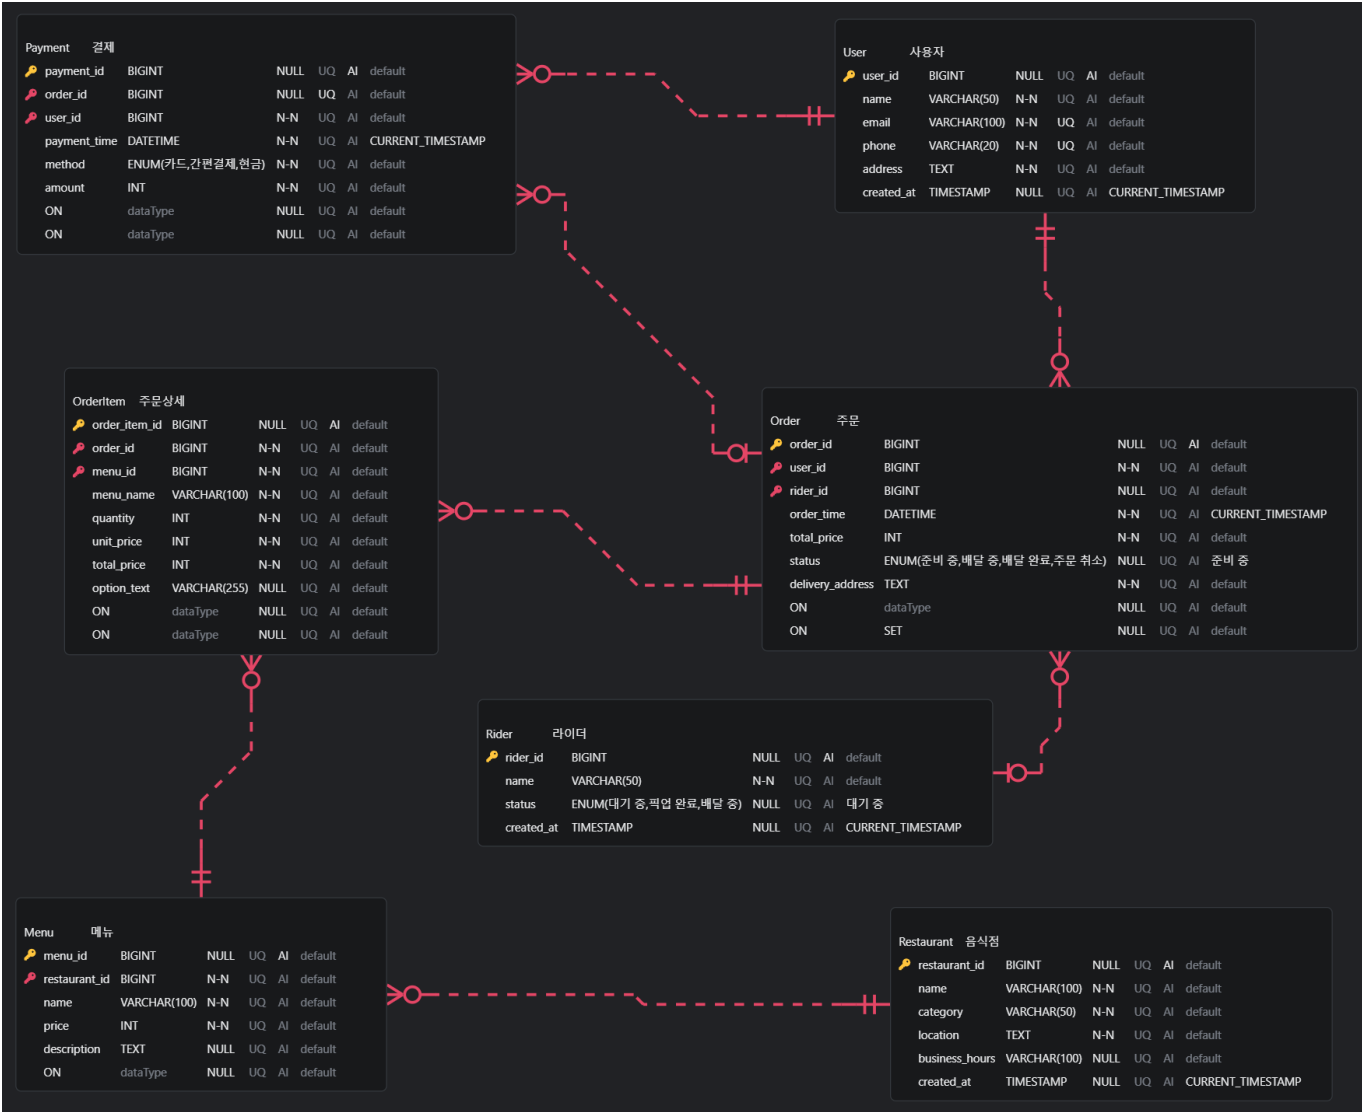 Payment 결제
payment_id BIGINT NULL UQ AI default
order_id BIGINT NULL UQ AI default
user_id BIGINT N-N UQ AI default
payment_time DATETIME N-N UQ AI CURRENT_TIMESTAMP
method ENUM(카드,간편결제,현금) N-N UQ AI default
amount INT N-N UQ AI default
ON dataType NULL UQ AI default
ON dataType NULL UQ AI default
User 사용자
user_id BIGINT NULL UQ AI default
name VARCHAR(50) N-N UQ AI default
email VARCHAR(100) N-N UQ AI default
phone VARCHAR(20) N-N UQ AI default
address TEXT N-N UQ AI default
created_at TIMESTAMP NULL UQ AI CURRENT_TIMESTAMP
OrderItem 주문상세
order_item_id BIGINT NULL UQ AI default
order_id BIGINT N-N UQ AI default
menu_id BIGINT N-N UQ AI default
menu_name VARCHAR(100) N-N UQ AI default
quantity INT N-N UQ AI default
unit_price INT N-N UQ AI default
total_price INT N-N UQ AI default
option_text VARCHAR(255) NULL UQ AI default
ON dataType NULL UQ AI default
ON dataType NULL UQ AI default
Order 주문
order_id BIGINT NULL UQ AI default
user_id BIGINT N-N UQ AI default
rider_id BIGINT NULL UQ AI default
order_time DATETIME N-N UQ AI CURRENT_TIMESTAMP
total_price INT N-N UQ AI default
status ENUM(준비 중,배달 중,배달 완료,주문 취소) NULL UQ AI 준비 중
delivery_address TEXT N-N UQ AI default
ON dataType NULL UQ AI default
ON SET NULL UQ AI default
Rider 라이더
rider_id BIGINT NULL UQ AI default
name VARCHAR(50) N-N UQ AI default
status ENUM(대기 중,픽업 완료,배달 중) NULL UQ AI 대기 중
created_at TIMESTAMP NULL UQ AI CURRENT_TIMESTAMP
Menu 메뉴
menu_id BIGINT NULL UQ AI default
restaurant_id BIGINT N-N UQ AI default
name VARCHAR(100) N-N UQ AI default
price INT N-N UQ AI default
description TEXT NULL UQ AI default
ON dataType NULL UQ AI default
Restaurant 음식점
restaurant_id BIGINT NULL UQ AI default
name VARCHAR(100) N-N UQ AI default
category VARCHAR(50) N-N UQ AI default
location TEXT N-N UQ AI default
business_hours VARCHAR(100) NULL UQ AI default
created_at TIMESTAMP NULL UQ AI CURRENT_TIMESTAMP